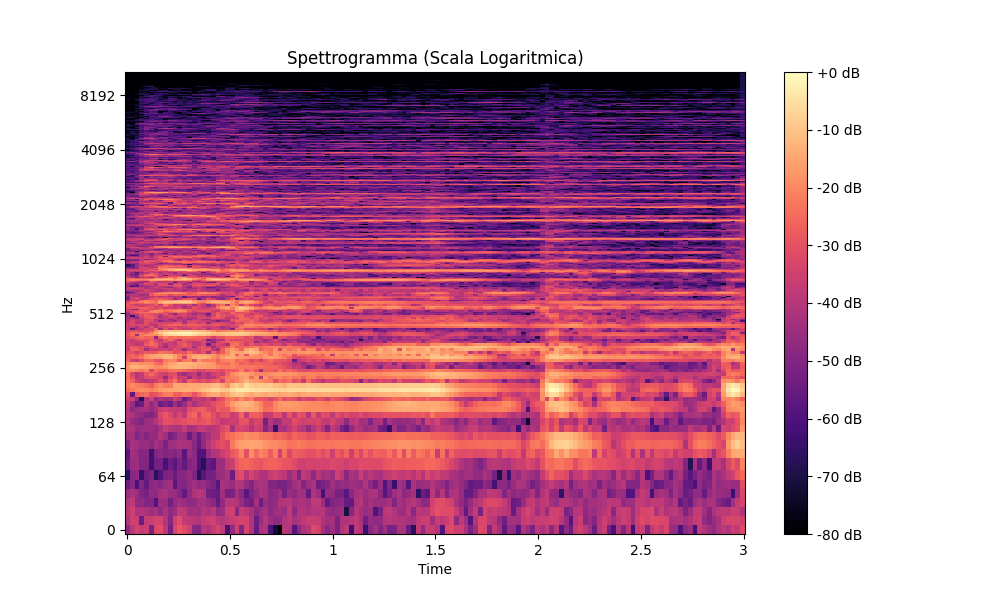 Spettrogramma (Scala Logaritmica)
+0 dB
8192
-10 dB
4096
-20 dB
2048
-30 dB
1024
-40 dB
Hz
512
-50 dB
256
-60 dB
128
-70 dB
64
0
-80 dB
0 0.5 1 1.5 2 2.5 3
Time